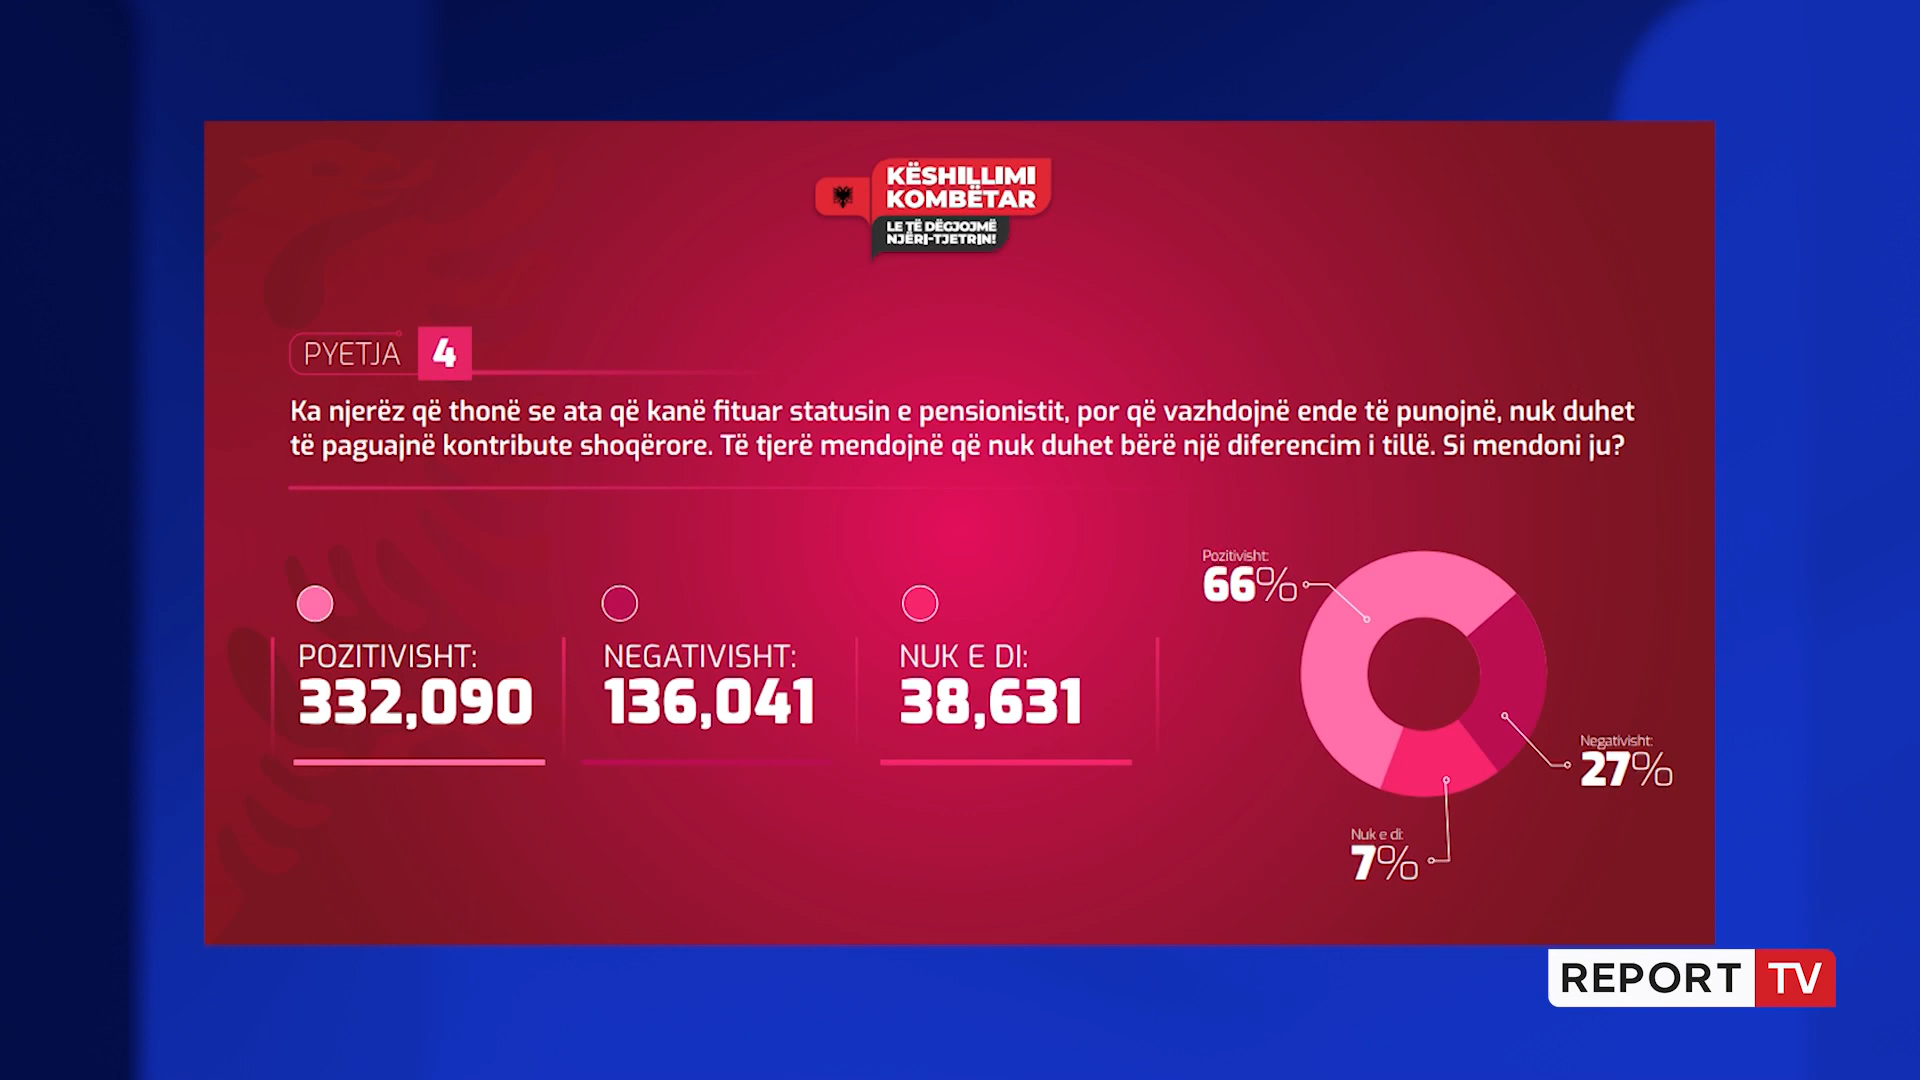 KËSHILLIMI
KOMBËTAR
LE TË DËGJOJMË
NJËRI-TJETRIN!
PYETJA 4
Ka njerëz që thonë se ata që kanë fituar statusin e pensionistit, por që vazhdojnë ende të punojnë, nuk duhet
të paguajnë kontribute shoqërore. Të tjerë mendojnë që nuk duhet bërë një diferencim i tillë. Si mendoni ju?
POZITIVISHT:
332,090
NEGATIVISHT:
136,041
NUK E DI:
38,631
Pozitivisht:
66%
Negativisht:
27%
Nuk e di:
7%
REPORT TV